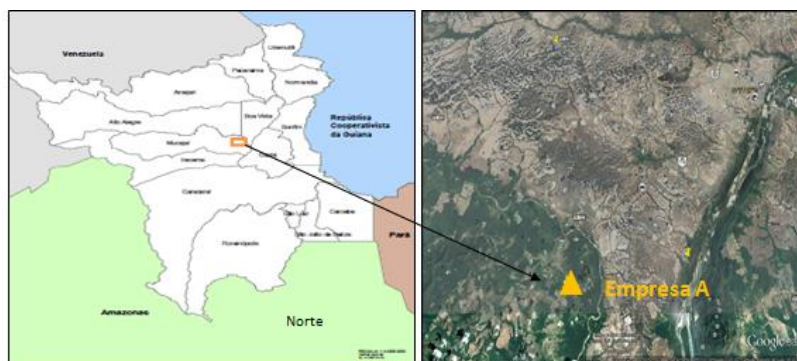 Venezuela
Uiramutã
Pacaraima
Normandia
Amajari
Boa Vista
Alto Alegre
Bonfim
República
Cooperativista
da Guiana
Mucajaí
Cantá
Iracema
Caracaraí
Caroebe
São Luiz
São João da Baliza
Pará
Rorainópolis
Amazonas
Norte
Empresa A
Google